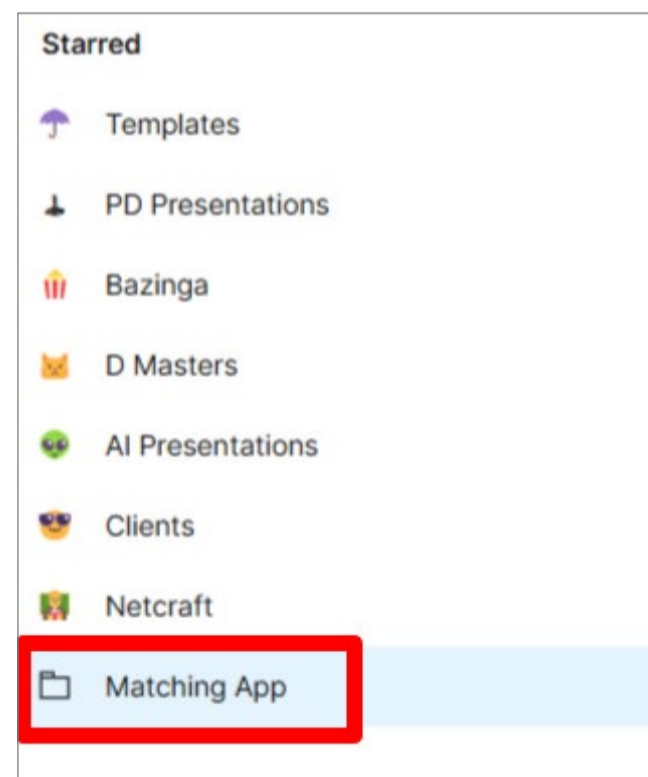 Starred
Templates
PD Presentations
Bazinga
D Masters
AI Presentations
Clients
Netcraft
Matching App